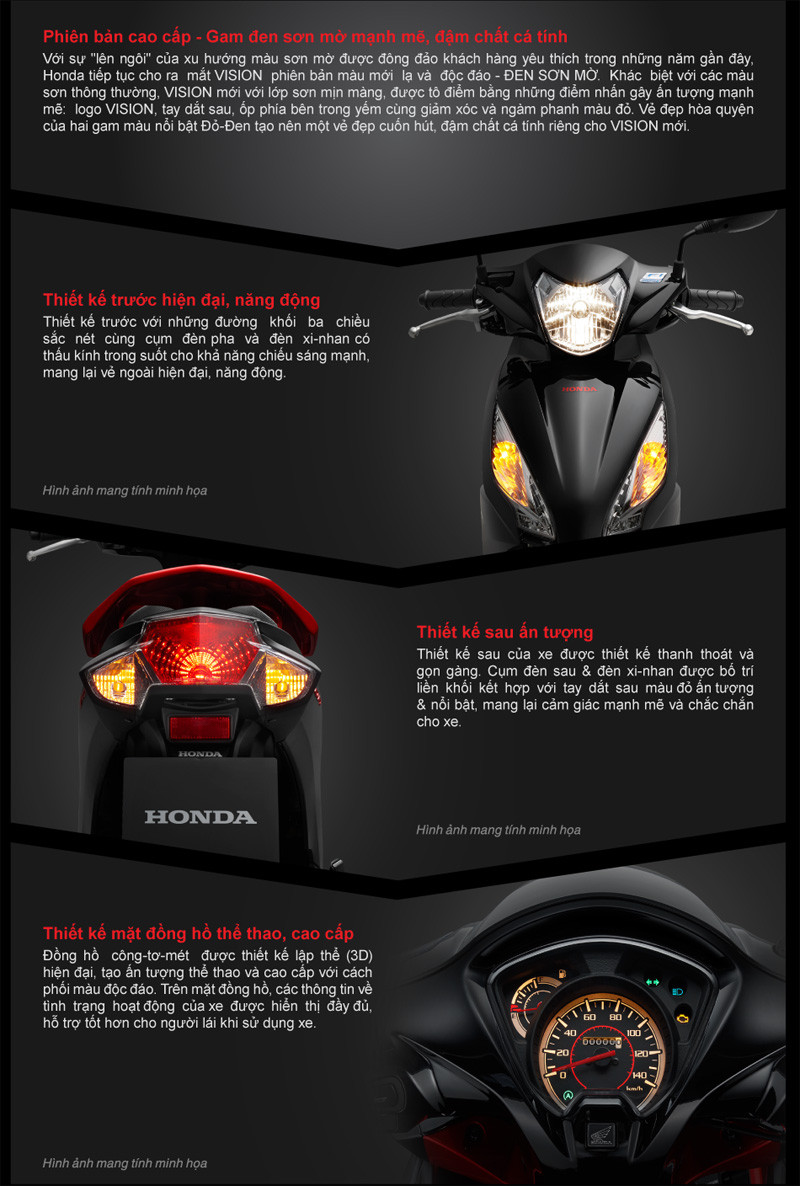 Phiên bản cao cấp - Gam đen sơn mờ mạnh mẽ, đậm chất cá tính
Với sự "lên ngôi" của xu hướng màu sơn mờ được đông đảo khách hàng yêu thích trong những năm gần đây,
Honda tiếp tục cho ra mắt VISION phiên bản màu mới lạ và độc đáo - ĐEN SƠN MỜ. Khác biệt với các màu
sơn thông thường, VISION mới với lớp sơn mịn màng, được tô điểm bằng những điểm nhấn gây ấn tượng mạnh
mẽ: logo VISION, tay dắt sau, ốp phía bên trong yếm cùng giảm xóc và ngàm phanh màu đỏ. Vẻ đẹp hòa quyện
của hai gam màu nổi bật Đỏ-Đen tạo nên một vẻ đẹp cuốn hút, đậm chất cá tính riêng cho VISION mới.
Thiết kế trước hiện đại, năng động
Thiết kế trước với những đường khối ba chiều
sắc nét cùng cụm đèn pha và đèn xi-nhan có
thấu kính trong suốt cho khả năng chiếu sáng mạnh,
mang lại vẻ ngoài hiện đại, năng động.
HONDA
Hình ảnh mang tính minh họa
Thiết kế sau ấn tượng
Thiết kế sau của xe được thiết kế thanh thoát và
gọn gàng. Cụm đèn sau & đèn xi-nhan được bố trí
liền khối kết hợp với tay dắt sau màu đỏ ấn tượng
& nổi bật, mang lại cảm giác mạnh mẽ và chắc chắn
cho xe.
HONDA
HONDA
Hình ảnh mang tính minh họa
Thiết kế mặt đồng hồ thể thao, cao cấp
Đồng hồ công-tơ-mét được thiết kế lập thể (3D)
hiện đại, tạo ấn tượng thể thao và cao cấp với cách
phối màu độc đáo. Trên mặt đồng hồ, các thông tin về
tình trạng hoạt động của xe được hiển thị đầy đủ,
hỗ trợ tốt hơn cho người lái khi sử dụng xe.
60 80
40 100
000000
20 120
0 140
km/h
A
HONDA
Hình ảnh mang tính minh họa